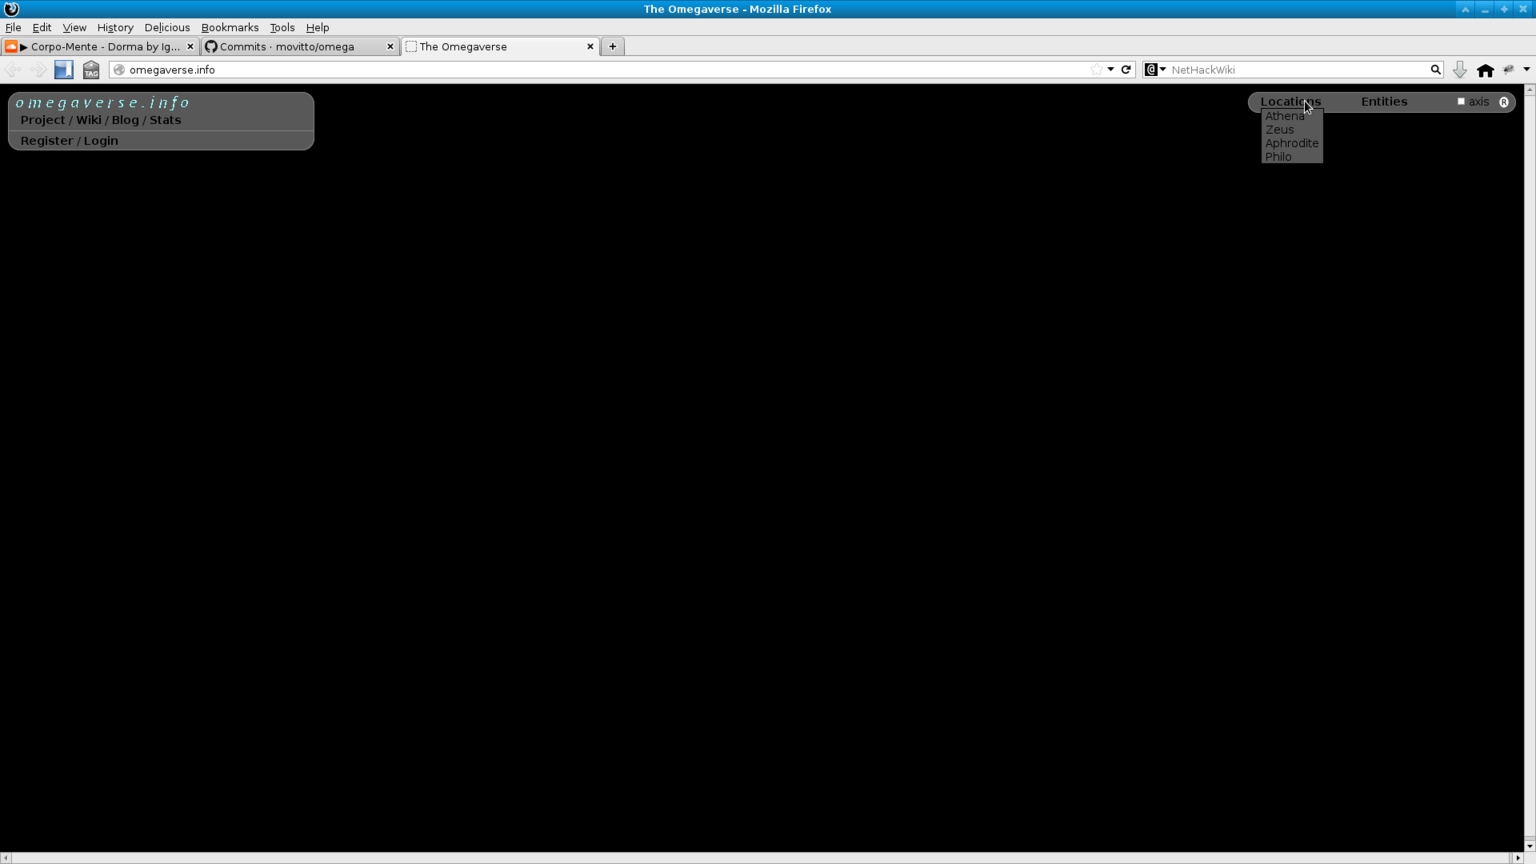 The Omegaverse - Mozilla Firefox
File Edit View History Delicious Bookmarks Tools Help
▶ Corpo-Mente - Dorma by Ig... Commits · movitto/omega The Omegaverse
TAG omegaverse.info NetHackWiki
omegaverse.info
Project / Wiki / Blog / Stats
Register / Login
Locations Entities axis R
Athena
Zeus
Aphrodite
Philo